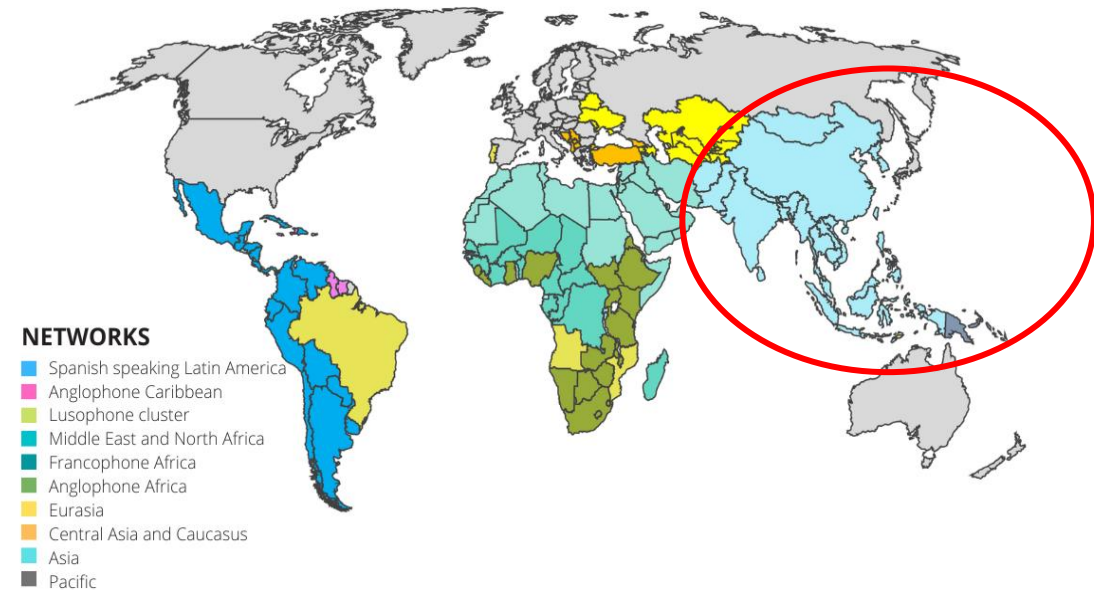 NETWORKS
Spanish speaking Latin America
Anglophone Caribbean
Lusophone cluster
Middle East and North Africa
Francophone Africa
Anglophone Africa
Eurasia
Central Asia and Caucasus
Asia
Pacific